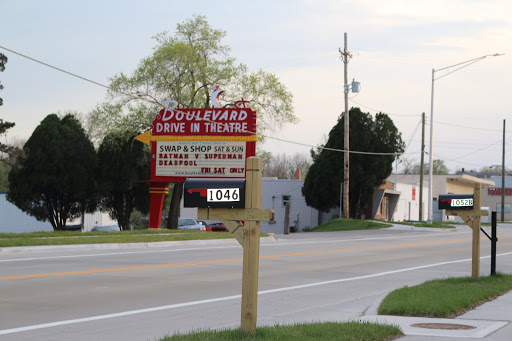 BOULEVARD
DRIVE IN THEATRE
SWAP & SHOP SAT & SUN
BATMAN V SUPERMAN
DEADPOOL
FRI SAT ONLY
1046
1052B